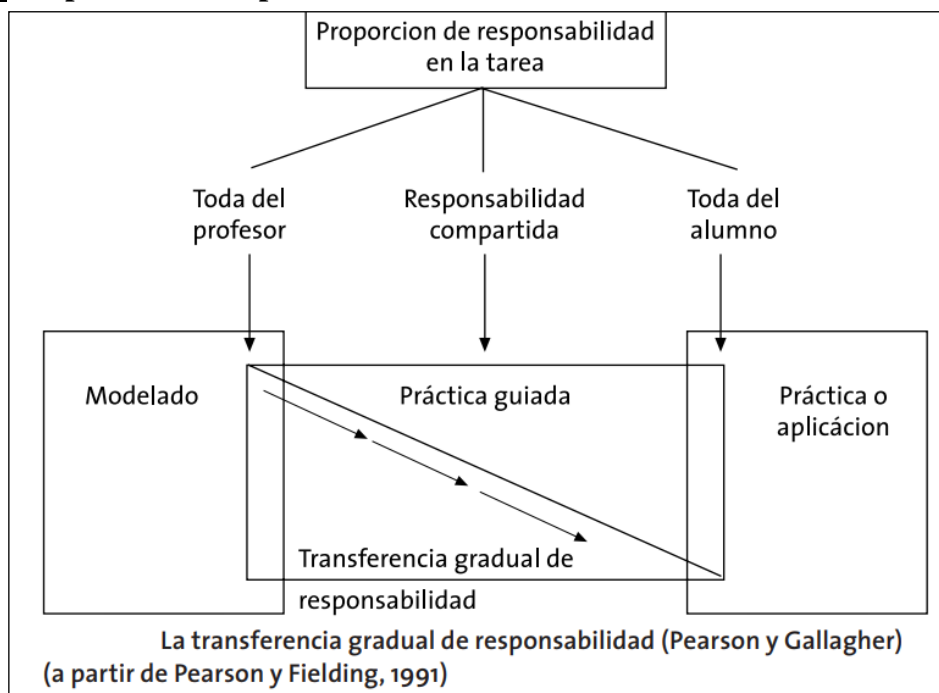 Proporcion de responsabilidad
en la tarea
Toda del
profesor
Responsabilidad
compartida
Toda del
alumno
Modelado
Práctica guiada
Práctica o
aplicácion
Transferencia gradual de
responsabilidad
La transferencia gradual de responsabilidad (Pearson y Gallagher)
(a partir de Pearson y Fielding, 1991)